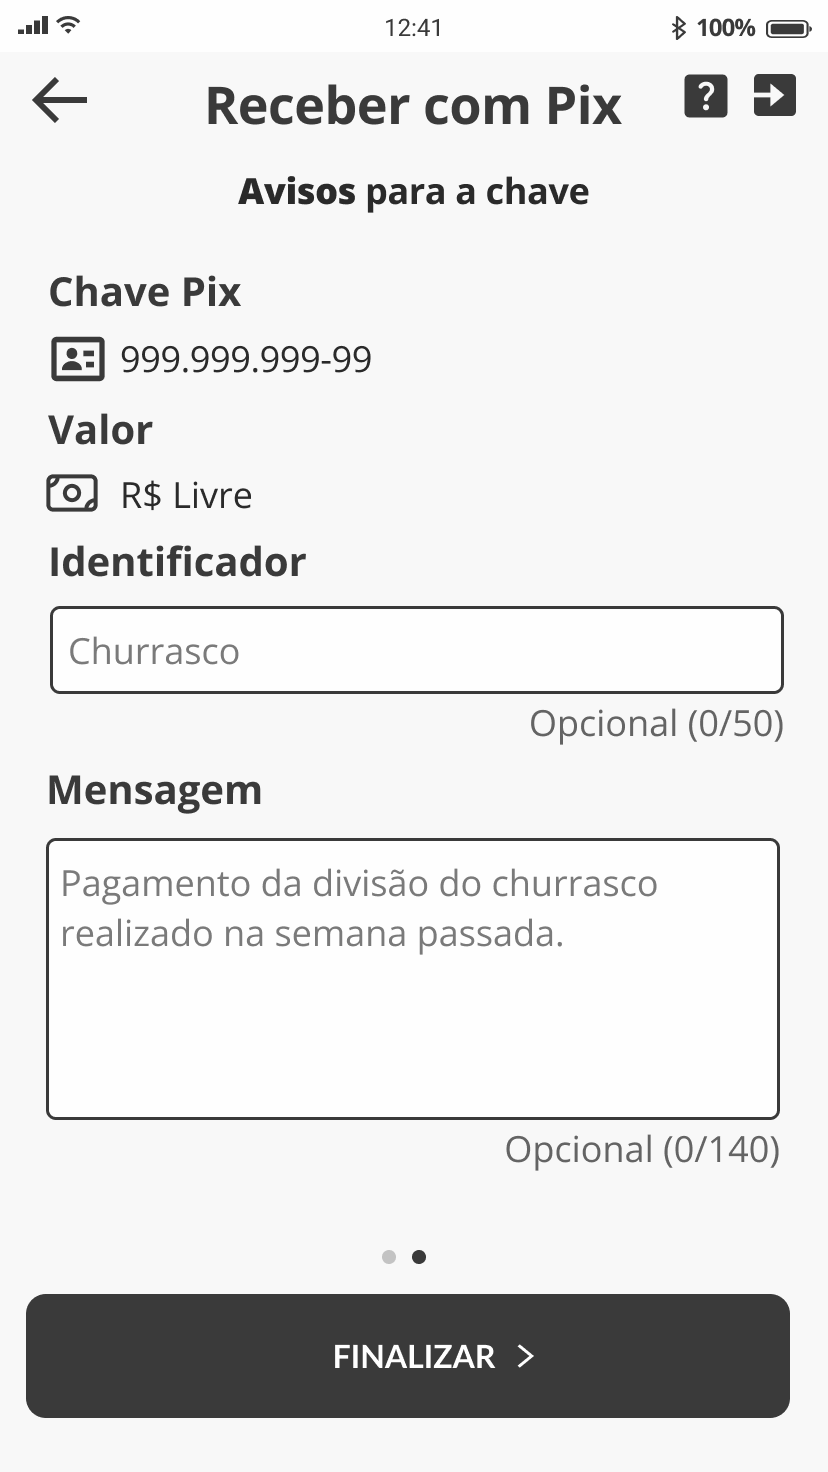 12:41
100%
Receber com Pix
?
Avisos para a chave
Chave Pix
999.999.999-99
Valor
R$ Livre
Identificador
Churrasco
Opcional (0/50)
Mensagem
Pagamento da divisão do churrasco
realizado na semana passada.
Opcional (0/140)
FINALIZAR >